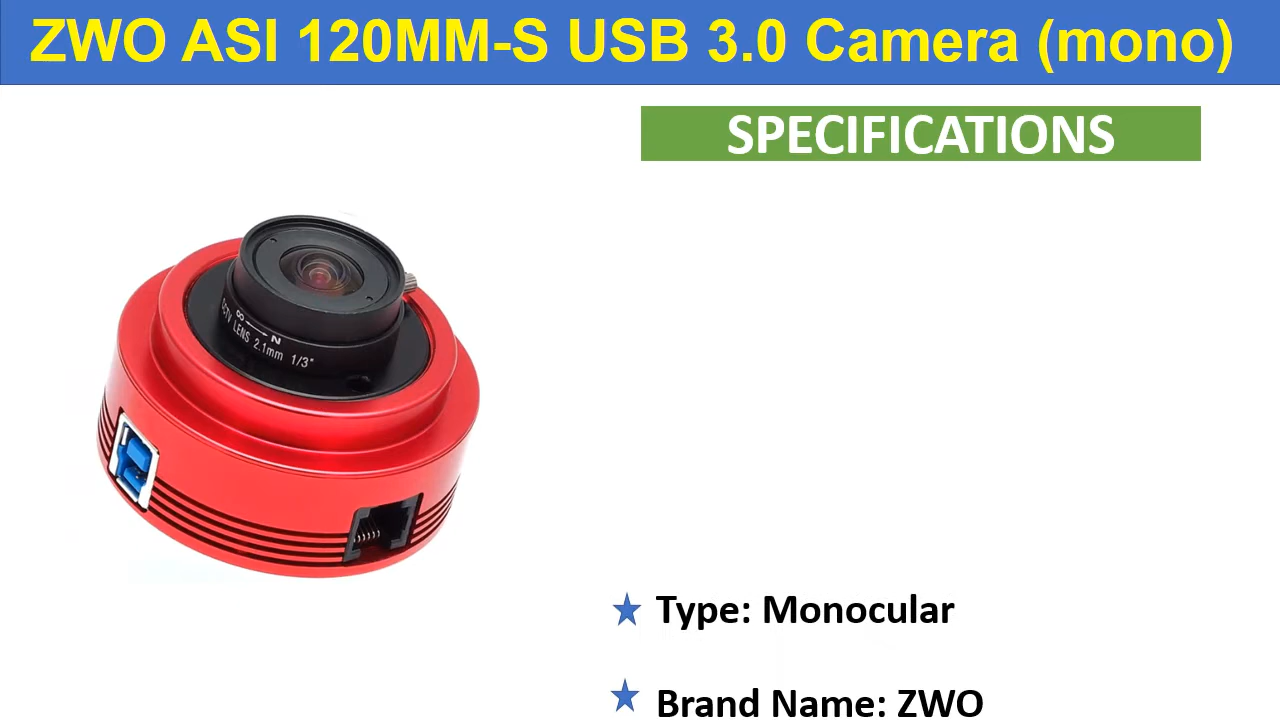 ZWO ASI 120MM-S USB 3.0 Camera (mono)
SPECIFICATIONS
∞ N
CCTV LENS 2.1mm 1/3"
Type: Monocular
Brand Name: ZWO